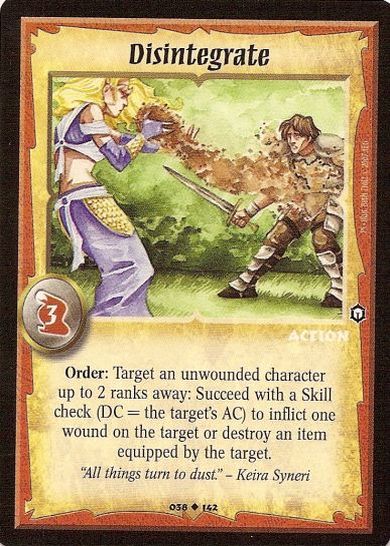 Disintegrate
3
ACTION
Order: Target an unwounded character
up to 2 ranks away: Succeed with a Skill
check (DC = the target's AC) to inflict one
wound on the target or destroy an item
equipped by the target.
"All things turn to dust." – Keira Syneri
038 ◆ 142